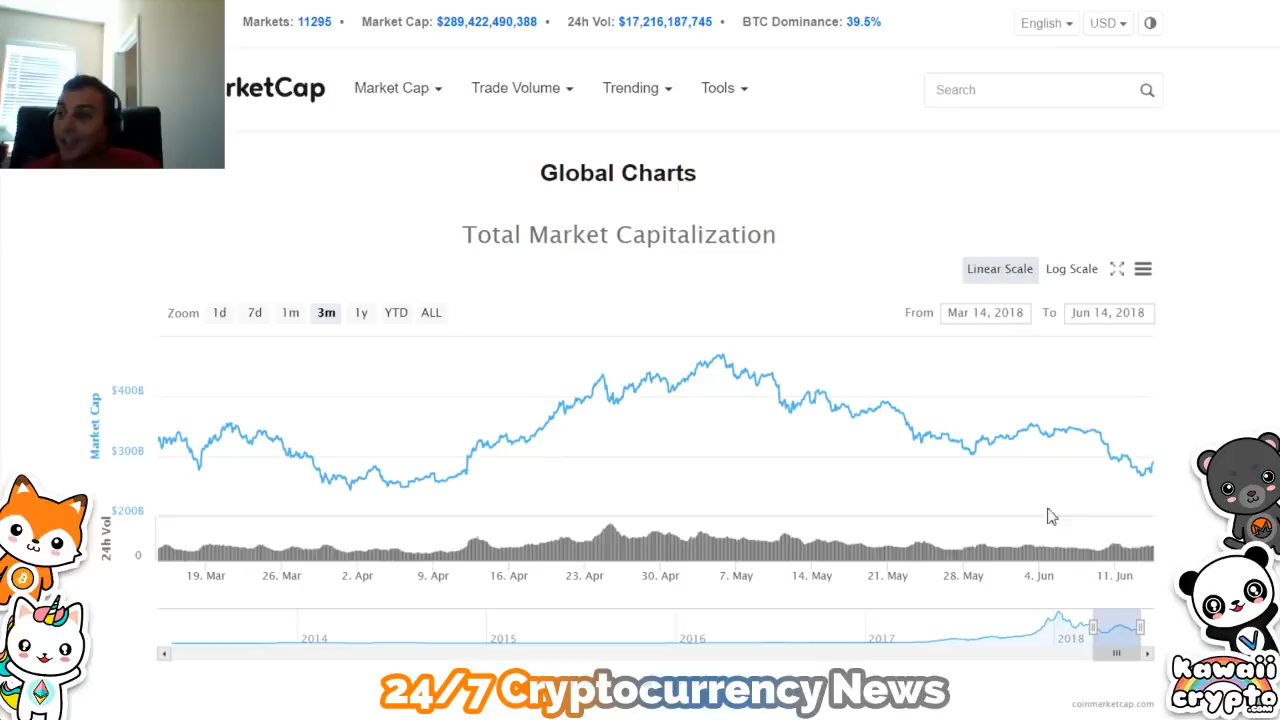 Markets: 11295 • Market Cap: $289,422,490,388 • 24h Vol: $17,216,187,745 • BTC Dominance: 39.5%
English USD
rketCap Market Cap Trade Volume Trending Tools Search
Global Charts
Total Market Capitalization
Linear Scale Log Scale
Zoom 1d 7d 1m 3m 1y YTD ALL From Mar 14, 2018 To Jun 14, 2018
Market Cap
$400B
$300B
$200B
24h Vol
0
19. Mar 26. Mar 2. Apr 9. Apr 16. Apr 23. Apr 30. Apr 7. May 14. May 21. May 28. May 4. Jun 11. Jun
2014 2015 2016 2017 2018
24/7 Cryptocurrency News
coinmarketcap.com
kawaii
crypto
.com